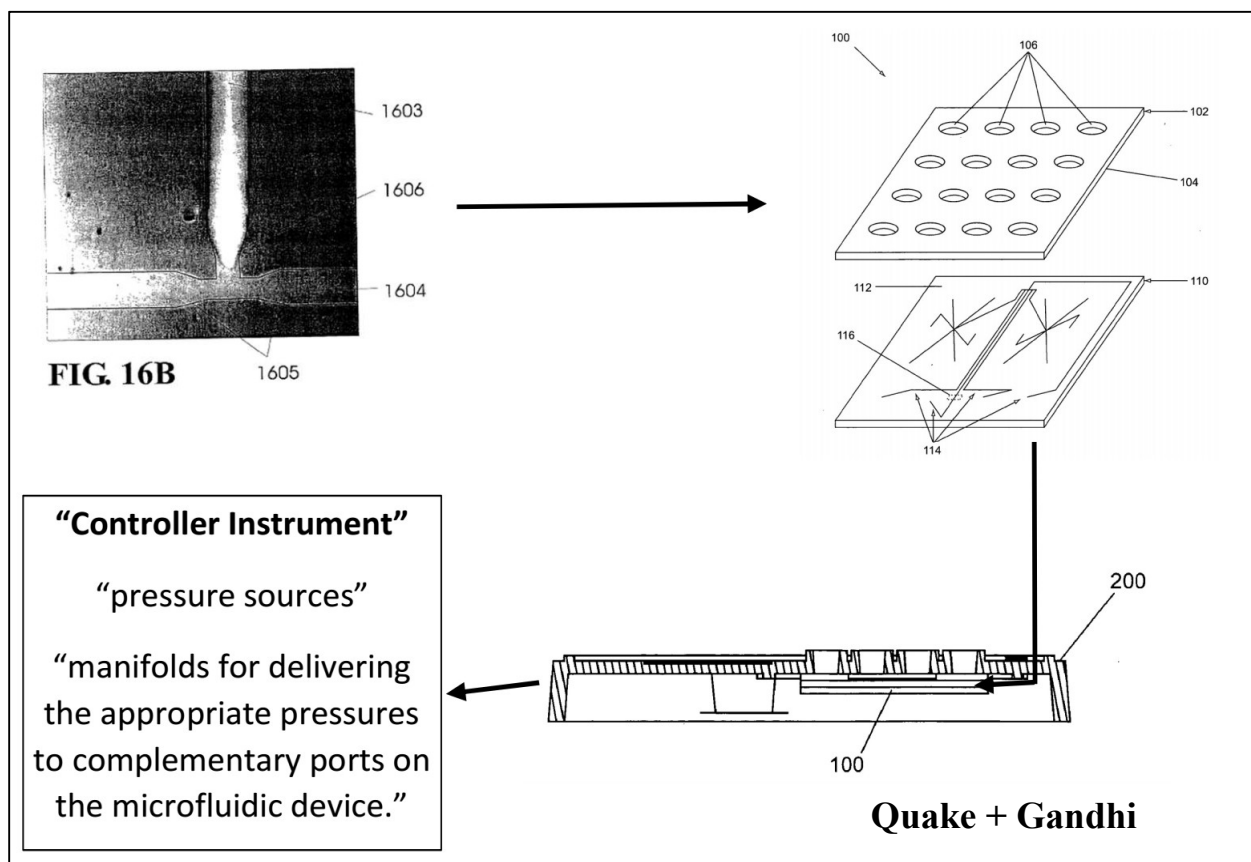 1603
1606
1604
1605
FIG. 16B
100
106
102
104
112
110
116
114
“Controller Instrument”
“pressure sources”
“manifolds for delivering
the appropriate pressures
to complementary ports on
the microfluidic device.”
200
100
Quake + Gandhi